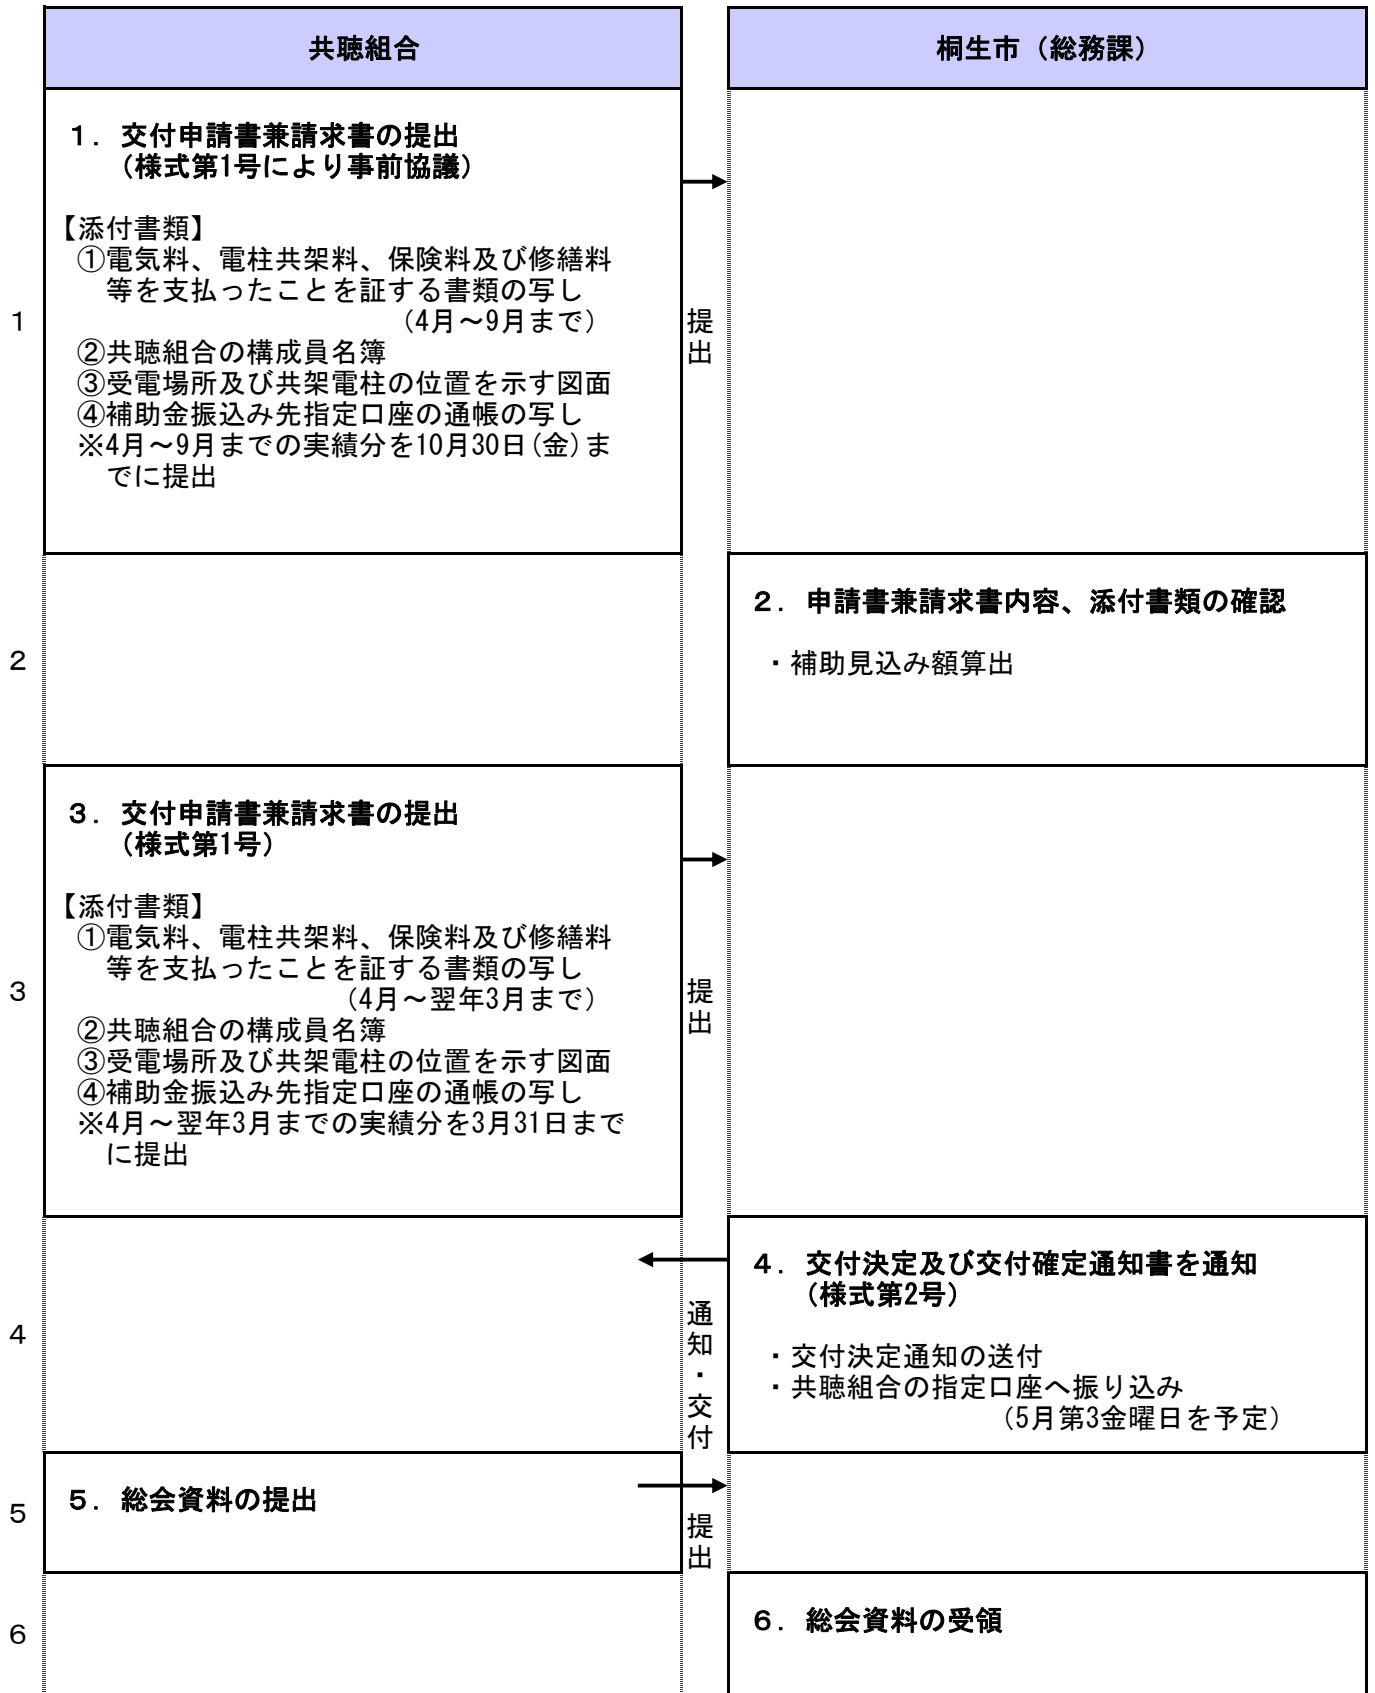 共聴組合
桐生市（総務課）
1
１．交付申請書兼請求書の提出
（様式第1号により事前協議）
【添付書類】
①電気料、電柱共架料、保険料及び修繕料
等を支払ったことを証する書類の写し
（4月～9月まで）
②共聴組合の構成員名簿
③受電場所及び共架電柱の位置を示す図面
④補助金振込み先指定口座の通帳の写し
※4月～9月までの実績分を10月30日(金)ま
でに提出
提出
2
２．申請書兼請求書内容、添付書類の確認
・補助見込み額算出
3
３．交付申請書兼請求書の提出
（様式第1号）
【添付書類】
①電気料、電柱共架料、保険料及び修繕料
等を支払ったことを証する書類の写し
（4月～翌年3月まで）
②共聴組合の構成員名簿
③受電場所及び共架電柱の位置を示す図面
④補助金振込み先指定口座の通帳の写し
※4月～翌年3月までの実績分を3月31日まで
に提出
提出
4
通知・交付
４．交付決定及び交付確定通知書を通知
（様式第2号）
・交付決定通知の送付
・共聴組合の指定口座へ振り込み
（5月第3金曜日を予定）
5
５．総会資料の提出
提出
6
６．総会資料の受領